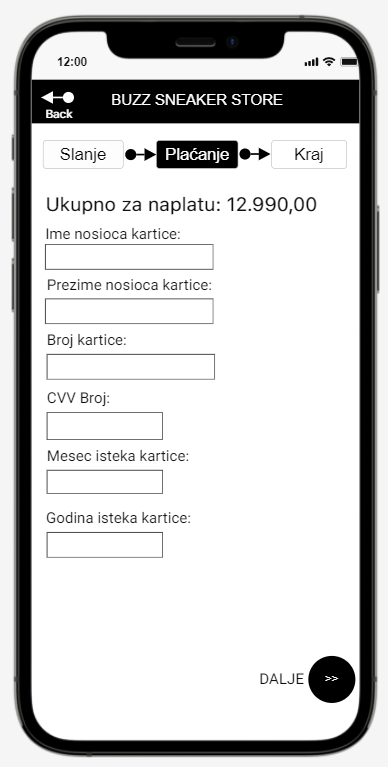 12:00
BUZZ SNEAKER STORE
Back
Slanje Plaćanje Kraj
Ukupno za naplatu: 12.990,00
Ime nosioca kartice:
Prezime nosioca kartice:
Broj kartice:
CVV Broj:
Mesec isteka kartice:
Godina isteka kartice:
DALJE >>